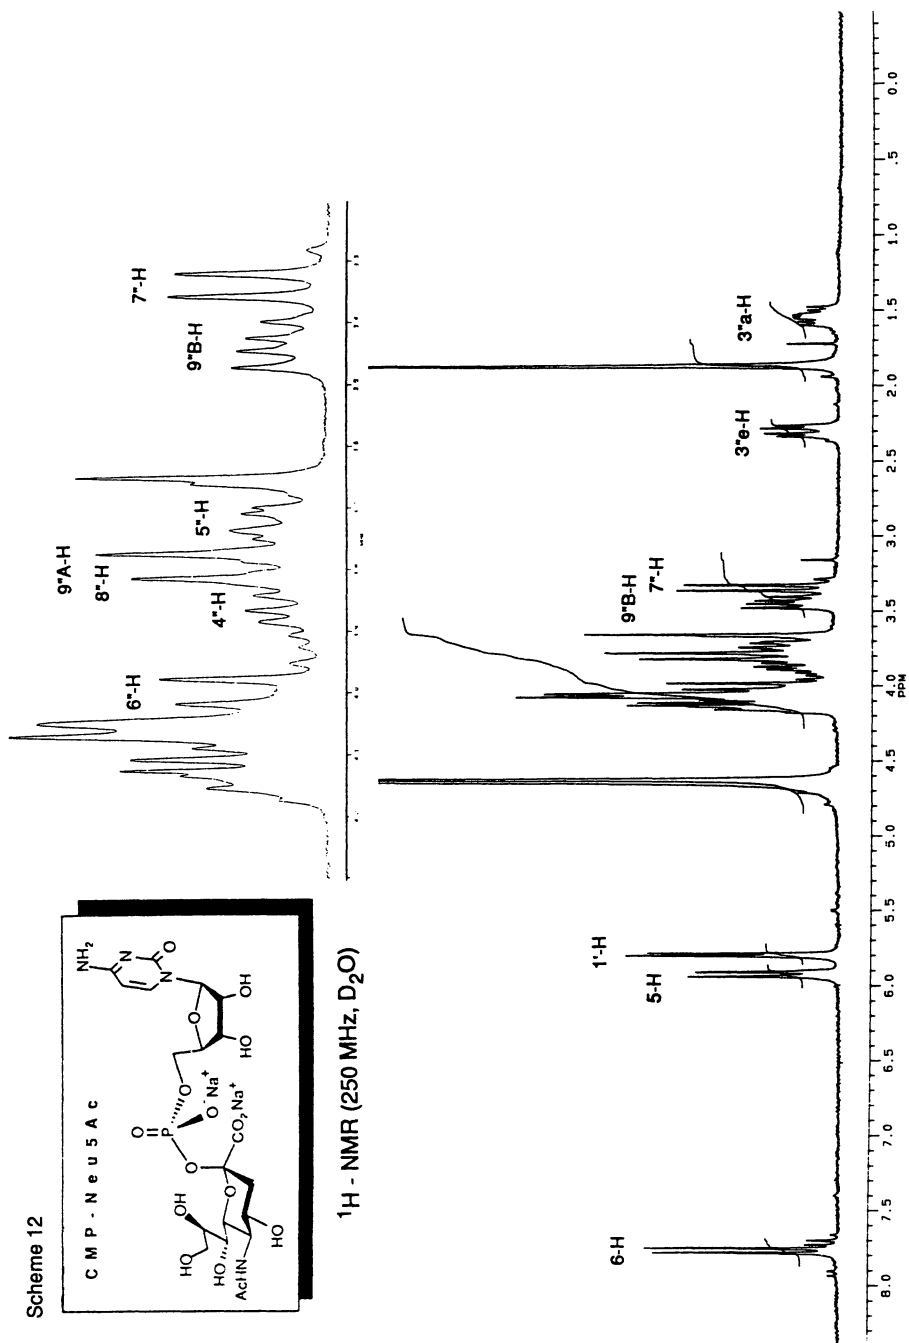 Scheme 12
CMP-Neu5Ac
NH2
N
O
N
O
OH
HO
O
O
P
O
O-Na+
CO2Na+
O
OH
HO
HO
AcHN
HO
1H - NMR (250 MHz, D2O)
6"-H
4"-H
8"-H
9"A-H
5"-H
9"B-H
7"-H
6-H
5-H
1'-H
9"B-H
7"-H
3"e-H
3"a-H
8.0
7.5
7.0
6.5
6.0
5.5
5.0
4.5
4.0
3.5
3.0
2.5
2.0
1.5
1.0
.5
0.0
PPM